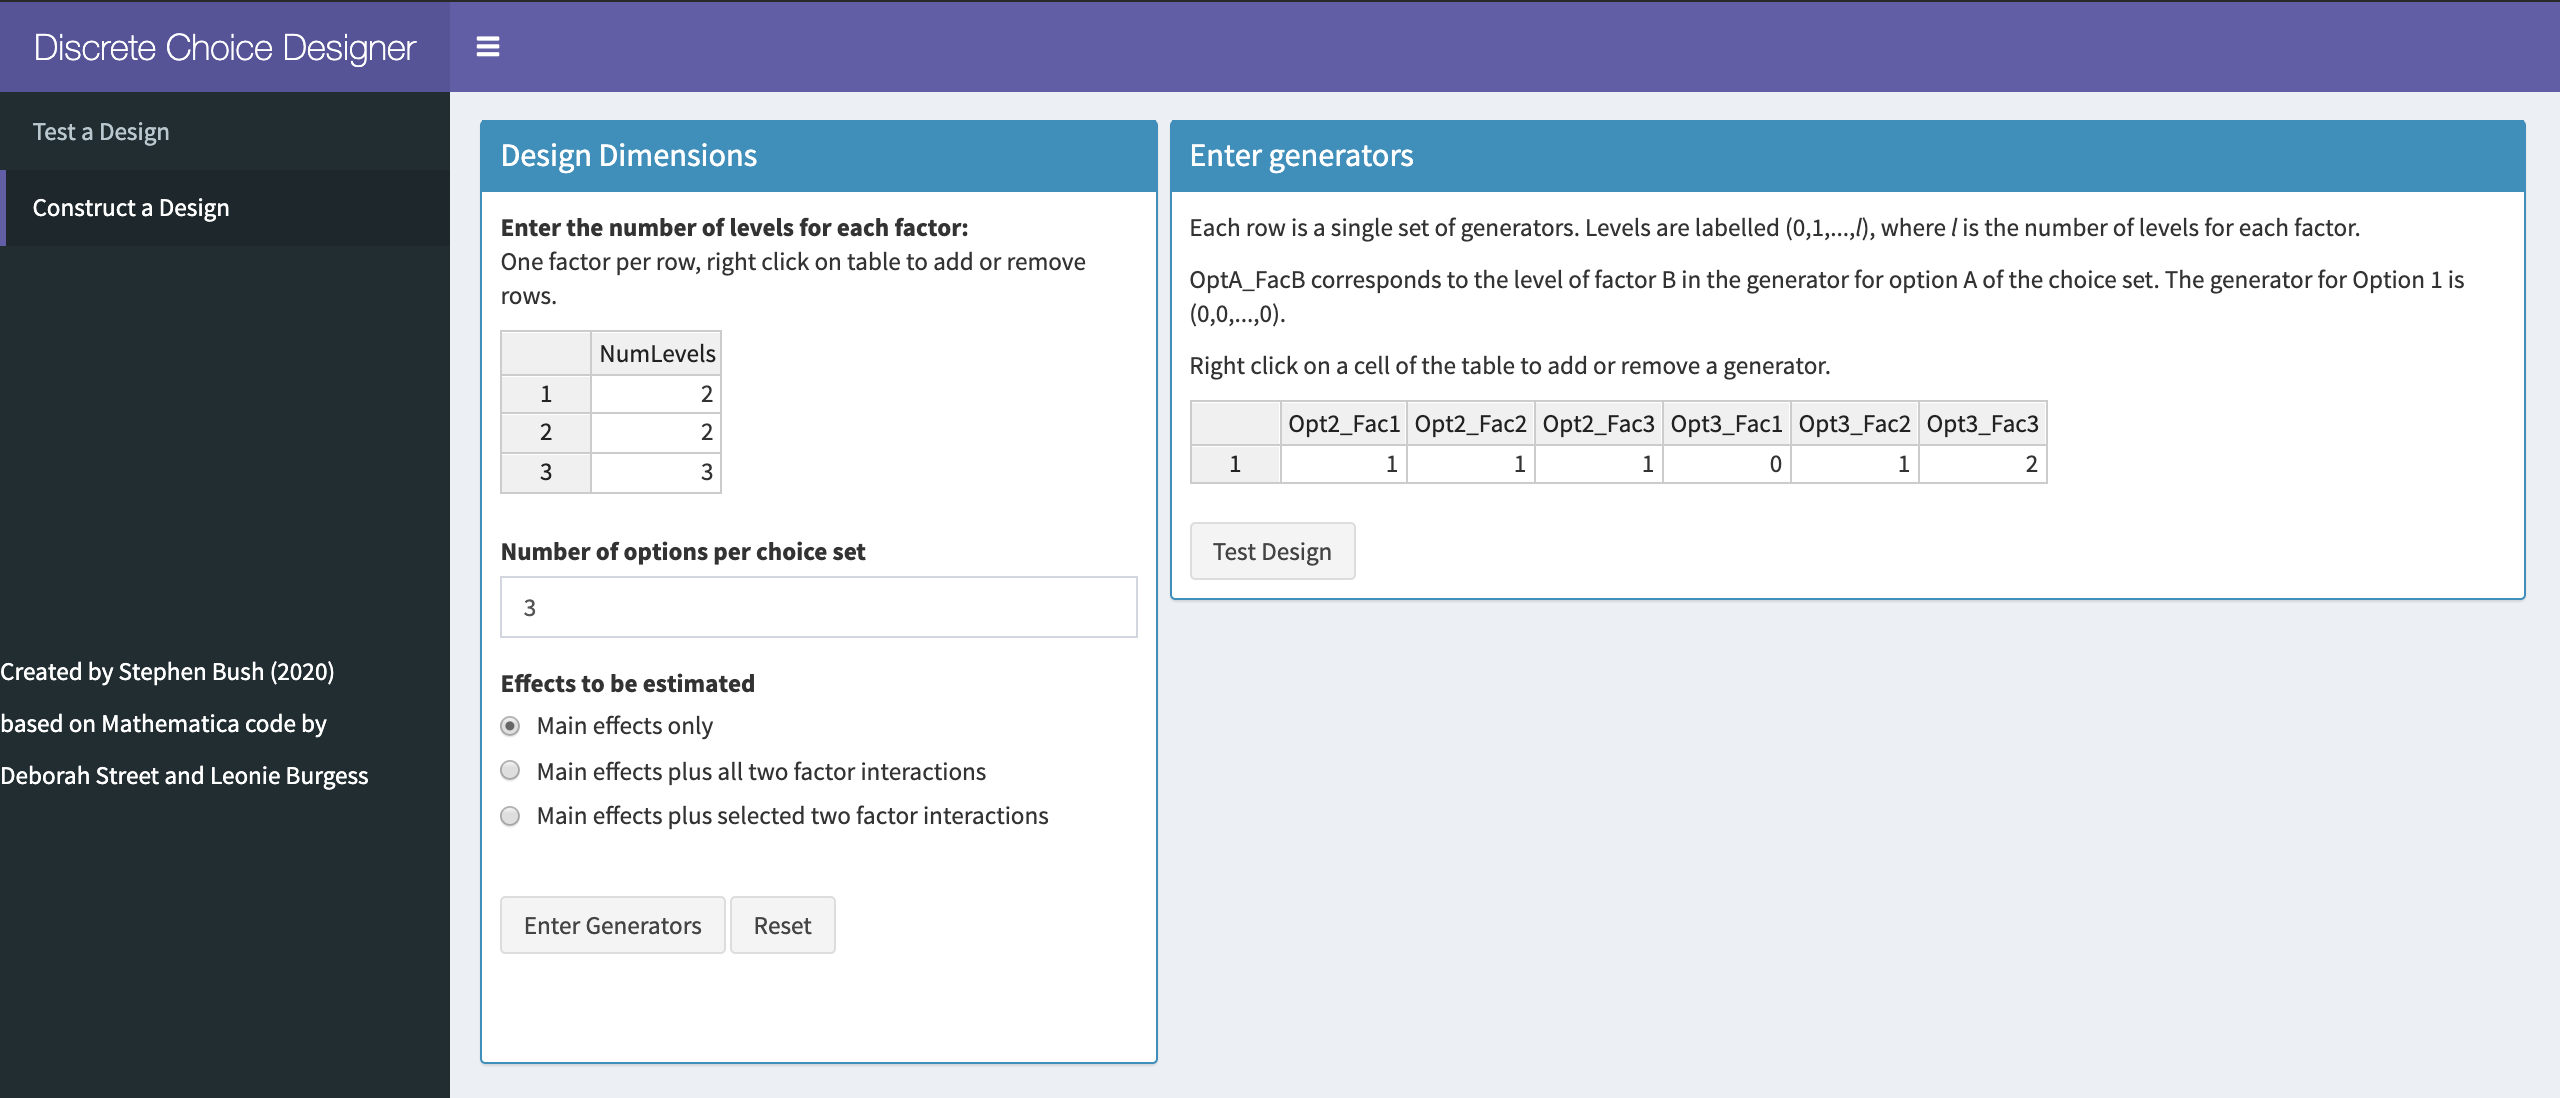 Discrete Choice Designer
Test a Design
Construct a Design
Created by Stephen Bush (2020)
based on Mathematica code by
Deborah Street and Leonie Burgess
Design Dimensions
Enter the number of levels for each factor:
One factor per row, right click on table to add or remove
rows.
NumLevels
1 2
2 2
3 3
Number of options per choice set
3
Effects to be estimated
Main effects only
Main effects plus all two factor interactions
Main effects plus selected two factor interactions
Enter Generators Reset
Enter generators
Each row is a single set of generators. Levels are labelled (0,1,...,l), where l is the number of levels for each factor.
OptA_FacB corresponds to the level of factor B in the generator for option A of the choice set. The generator for Option 1 is
(0,0,...,0).
Right click on a cell of the table to add or remove a generator.
Opt2_Fac1 Opt2_Fac2 Opt2_Fac3 Opt3_Fac1 Opt3_Fac2 Opt3_Fac3
1 1 1 1 0 1 2
Test Design